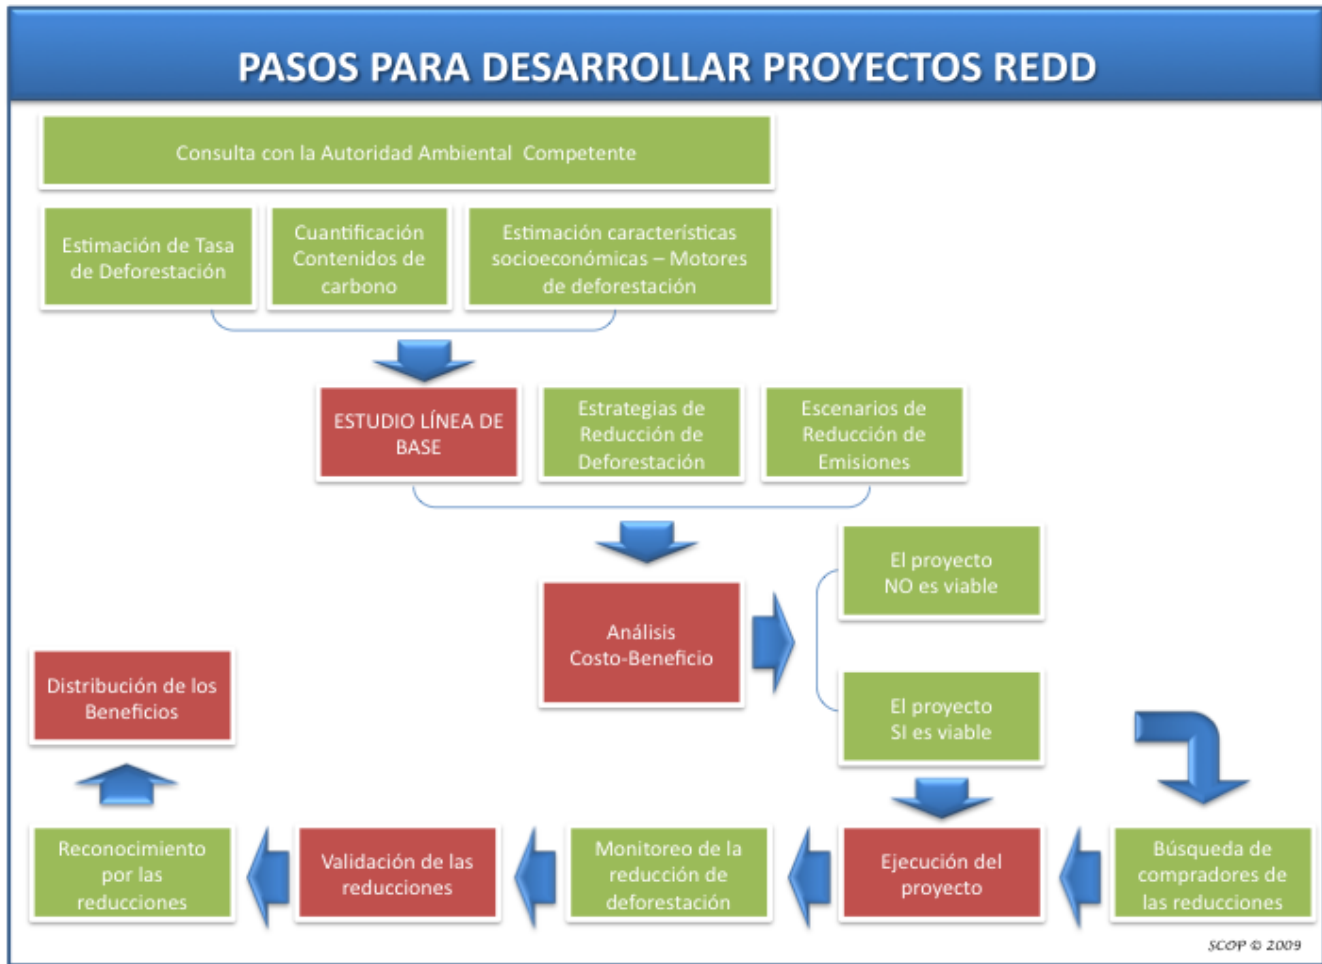 PASOS PARA DESARROLLAR PROYECTOS REDD
Consulta con la Autoridad Ambiental Competente
Estimación de Tasa
de Deforestación
Cuantificación
Contenidos de
carbono
Estimación características
socioeconómicas – Motores
de deforestación
ESTUDIO LÍNEA DE
BASE
Estrategias de
Reducción de
Deforestación
Escenarios de
Reducción de
Emisiones
Análisis
Costo-Beneficio
El proyecto
NO es viable
El proyecto
SI es viable
Búsqueda de
compradores de
las reducciones
Ejecución del
proyecto
Monitoreo de la
reducción de
deforestación
Validación de las
reducciones
Reconocimiento
por las
reducciones
Distribución de los
Beneficios
SCOP © 2009